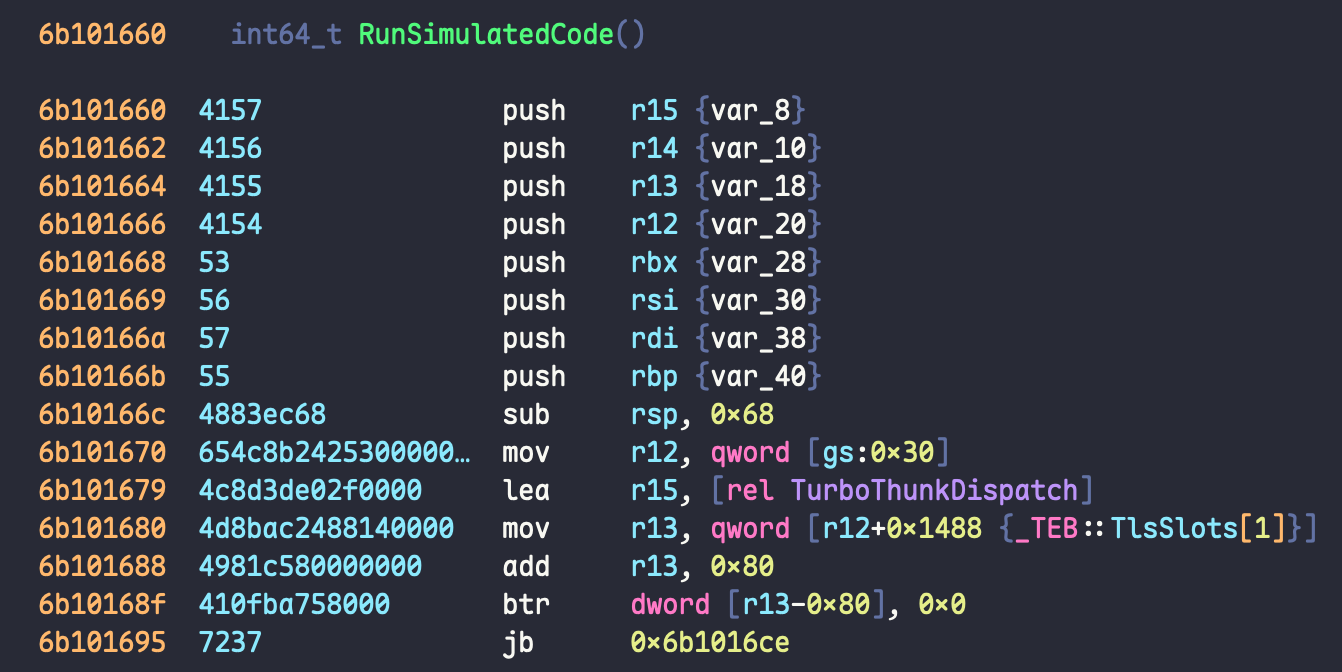 6b101660 int64_t RunSimulatedCode()
6b101660 4157 push r15 {var_8}
6b101662 4156 push r14 {var_10}
6b101664 4155 push r13 {var_18}
6b101666 4154 push r12 {var_20}
6b101668 53 push rbx {var_28}
6b101669 56 push rsi {var_30}
6b10166a 57 push rdi {var_38}
6b10166b 55 push rbp {var_40}
6b10166c 4883ec68 sub rsp, 0x68
6b101670 654c8b2425300000… mov r12, qword [gs:0x30]
6b101679 4c8d3de02f0000 lea r15, [rel TurboThunkDispatch]
6b101680 4d8bac2488140000 mov r13, qword [r12+0x1488 {_TEB::TlsSlots[1]}]
6b101688 4981c580000000 add r13, 0x80
6b10168f 410fba758000 btr dword [r13-0x80], 0x0
6b101695 7237 jb 0x6b1016ce